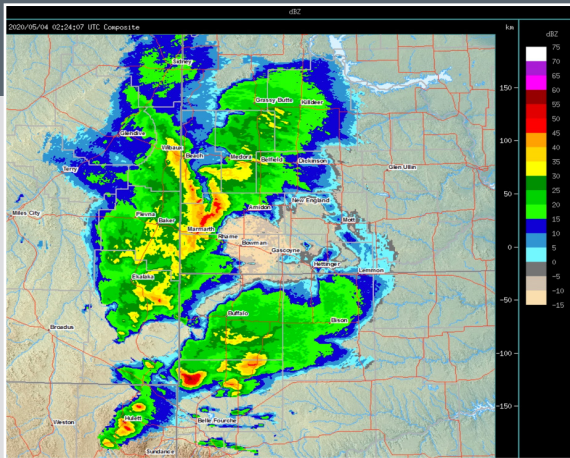 dBZ
2020/05/04 02:24:07 UTC Composite
km
dBZ
Sidney
Grassy Butte
Killdeer
Glendive
Wibaux
Beach
Medora
Belfield
Dickinson
Terry
Glen Ullin
Miles City
Plevna
Baker
Marmarth
Amidon
New England
Mott
Rhame
Bowman
Gascoyne
Hettinger
Lemmon
Ekalaka
Buffalo
Bison
Broadus
Weston
Hulett
Belle Fourche
Sundance
150
100
50
0
-50
-100
-150
75
70
65
60
55
50
45
40
35
30
25
20
15
10
5
0
-5
-10
-15